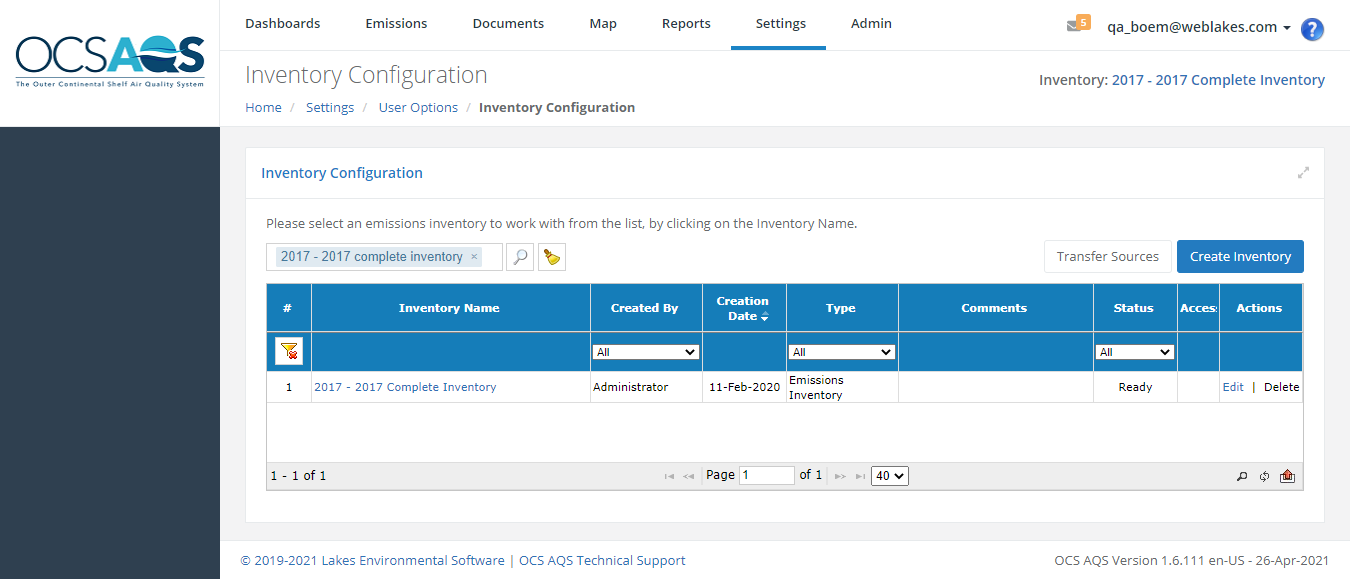 OCSAQS
The Outer Continental Shelf Air Quality System
Dashboards Emissions Documents Map Reports Settings Admin
5 qa_boem@weblakes.com ?
Inventory Configuration
Inventory: 2017 - 2017 Complete Inventory
Home / Settings / User Options / Inventory Configuration
Inventory Configuration
Please select an emissions inventory to work with from the list, by clicking on the Inventory Name.
2017 - 2017 complete inventory × Transfer Sources Create Inventory
# Inventory Name Created By Creation Date Type Comments Status Acces Actions
All All All
1 2017 - 2017 Complete Inventory Administrator 11-Feb-2020 Emissions Inventory Ready Edit | Delete
1 - 1 of 1 Page 1 of 1 40
© 2019-2021 Lakes Environmental Software | OCS AQS Technical Support OCS AQS Version 1.6.111 en-US - 26-Apr-2021